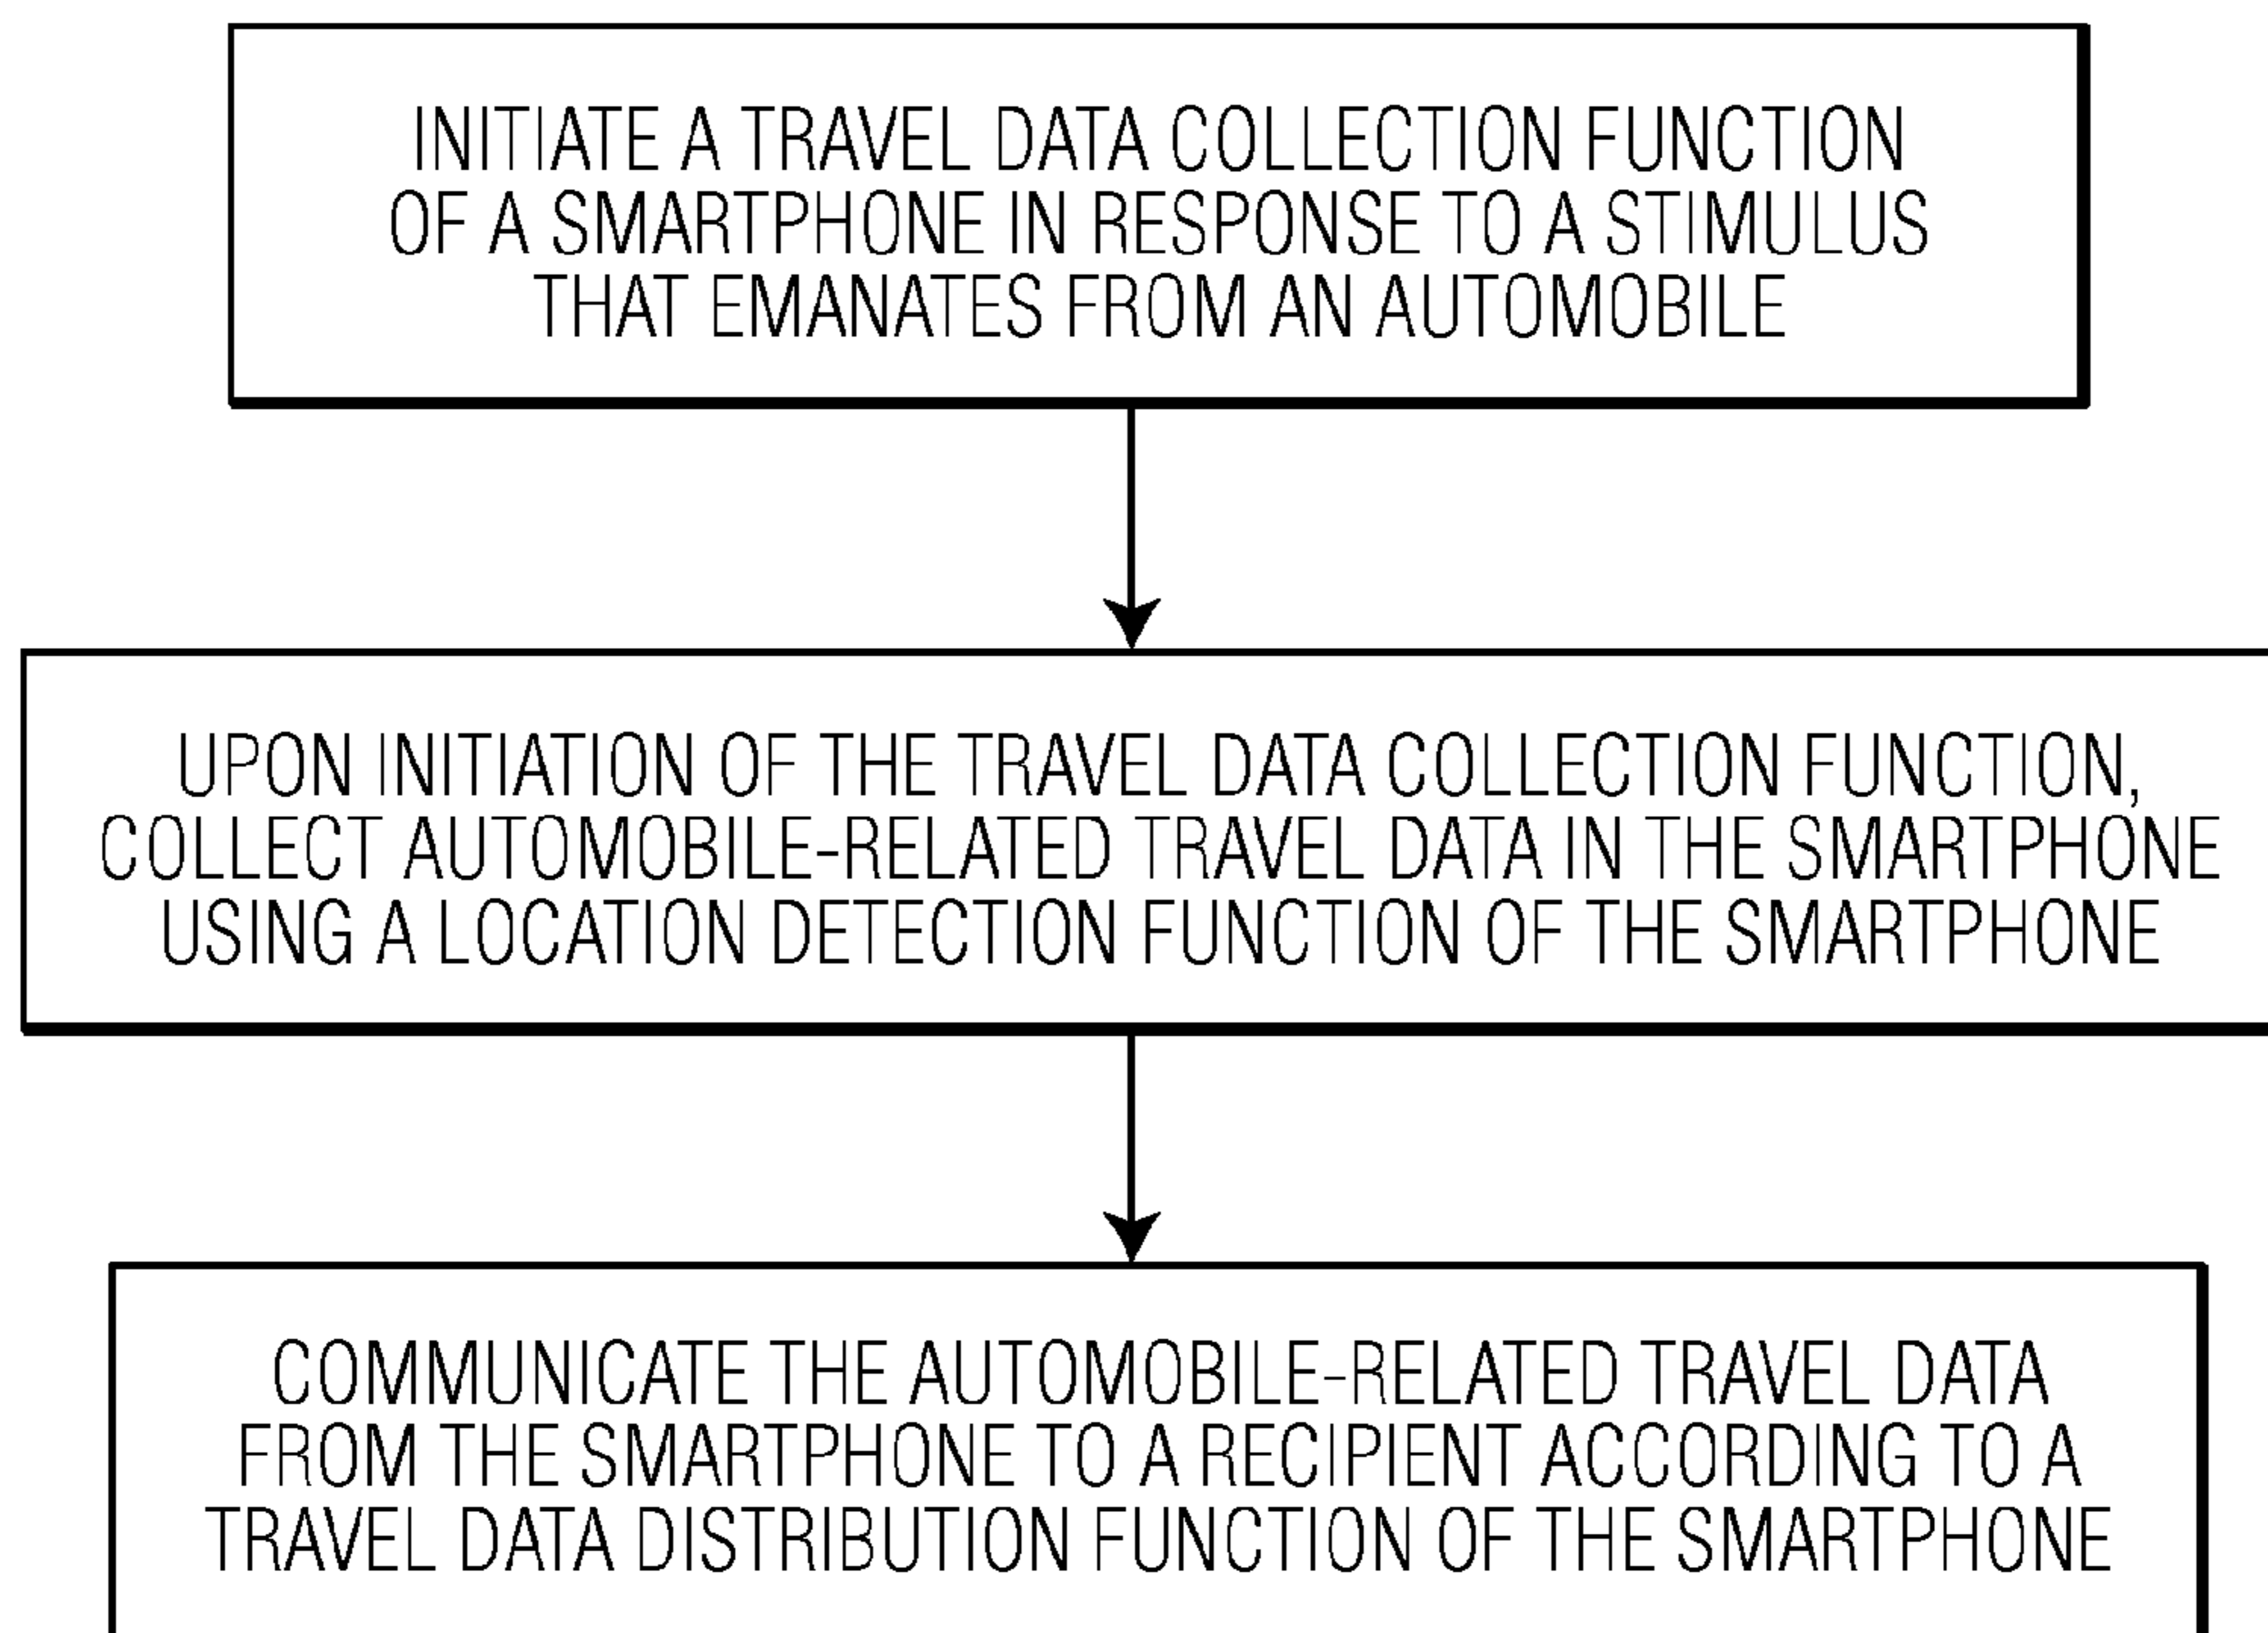 INITIATE A TRAVEL DATA COLLECTION FUNCTION
OF A SMARTPHONE IN RESPONSE TO A STIMULUS
THAT EMANATES FROM AN AUTOMOBILE
UPON INITIATION OF THE TRAVEL DATA COLLECTION FUNCTION,
COLLECT AUTOMOBILE-RELATED TRAVEL DATA IN THE SMARTPHONE
USING A LOCATION DETECTION FUNCTION OF THE SMARTPHONE
COMMUNICATE THE AUTOMOBILE-RELATED TRAVEL DATA
FROM THE SMARTPHONE TO A RECIPIENT ACCORDING TO A
TRAVEL DATA DISTRIBUTION FUNCTION OF THE SMARTPHONE